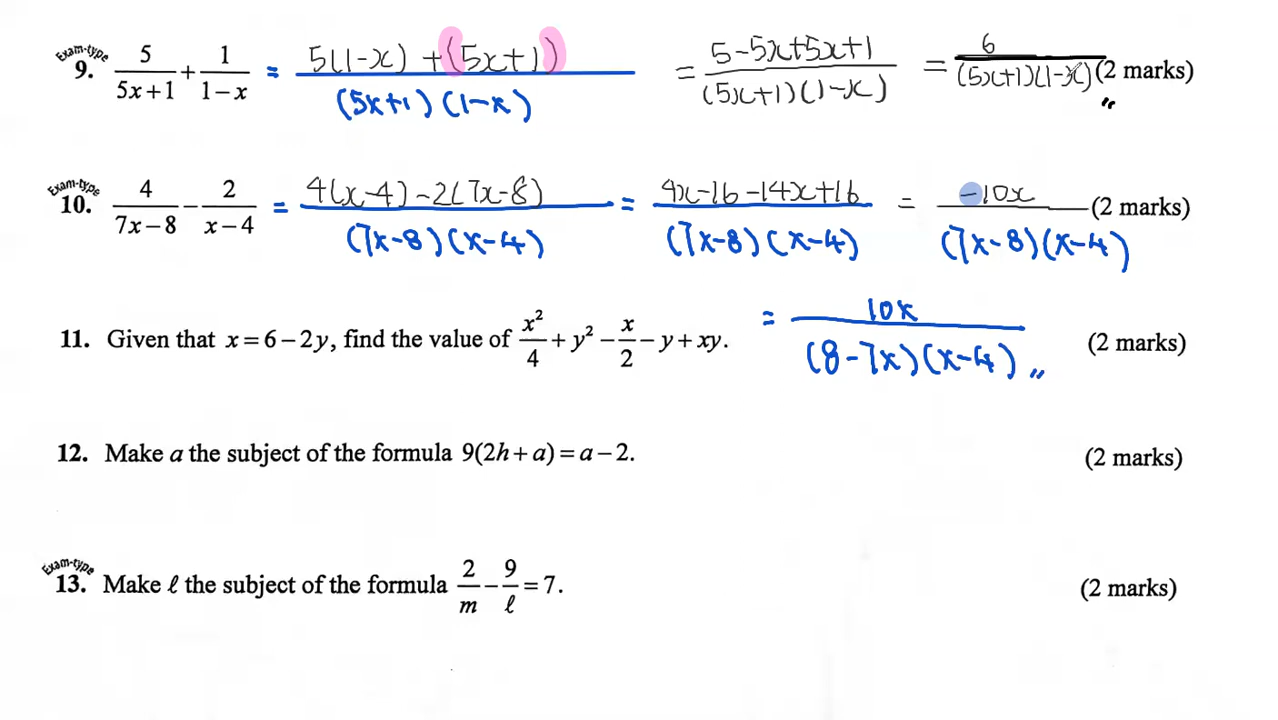 Exam-type
9. 5/(5x+1) + 1/(1−x) = (5(1−x) + (5x+1))/((5x+1)(1−x)) = (5−5x+5x+1)/((5x+1)(1−x)) = 6/((5x+1)(1−x)) (2 marks)
Exam-type
10. 4/(7x−8) − 2/(x−4) = (4(x−4) −2(7x−8))/((7x−8)(x−4)) = (4x−16−14x+16)/((7x−8)(x−4)) = −10x/((7x−8)(x−4)) (2 marks)
11. Given that x = 6 − 2y, find the value of x²/4 + y² − x/2 − y + xy. (2 marks)
= 10x/((8−7x)(x−4))
12. Make a the subject of the formula 9(2h + a) = a − 2. (2 marks)
Exam-type
13. Make ℓ the subject of the formula 2/m − 9/ℓ = 7. (2 marks)